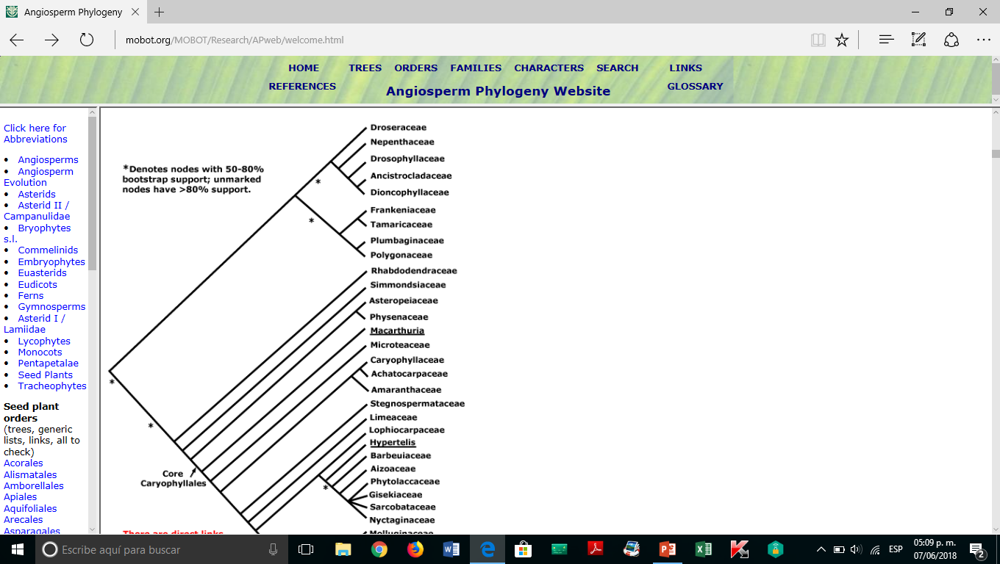 Angiosperm Phylogeny
mobot.org/MOBOT/Research/APweb/welcome.html
HOME TREES ORDERS FAMILIES CHARACTERS SEARCH LINKS
REFERENCES Angiosperm Phylogeny Website GLOSSARY
Click here for
Abbreviations
• Angiosperms
• Angiosperm
Evolution
• Asterids
• Asterid II /
Campanulidae
• Bryophytes
s.l.
• Commelinids
• Embryophytes
• Euasterids
• Eudicots
• Ferns
• Gymnosperms
• Asterid I /
Lamiidae
• Lycophytes
• Monocots
• Pentapetalae
• Seed Plants
• Tracheophytes
Seed plant
orders
(trees, generic
lists, links, all to
check)
Acorales
Alismatales
Amborellales
Apiales
Aquifoliales
Arecales
Asparagales
*Denotes nodes with 50-80%
bootstrap support; unmarked
nodes have >80% support.
Droseraceae
Nepenthaceae
Drosophyllaceae
*
Ancistrocladaceae
Dioncophyllaceae
Frankeniaceae
*
Tamaricaceae
Plumbaginaceae
Polygonaceae
Rhabdodendraceae
Simmondsiaceae
Asteropeiaceae
Physenaceae
Macarthuria
Microteaceae
Caryophyllaceae
Achatocarpaceae
*
Amaranthaceae
Stegnospermataceae
Limeaceae
*
Lophiocarpaceae
Hypertelis
Barbeuiaceae
Aizoaceae
Core
Caryophyllales
Phytolaccaceae
*
Gisekiaceae
Sarcobataceae
Nyctaginaceae
There are direct links
Molluginaceae
Escribe aquí para buscar
ESP
05:09 p. m.
07/06/2018
2